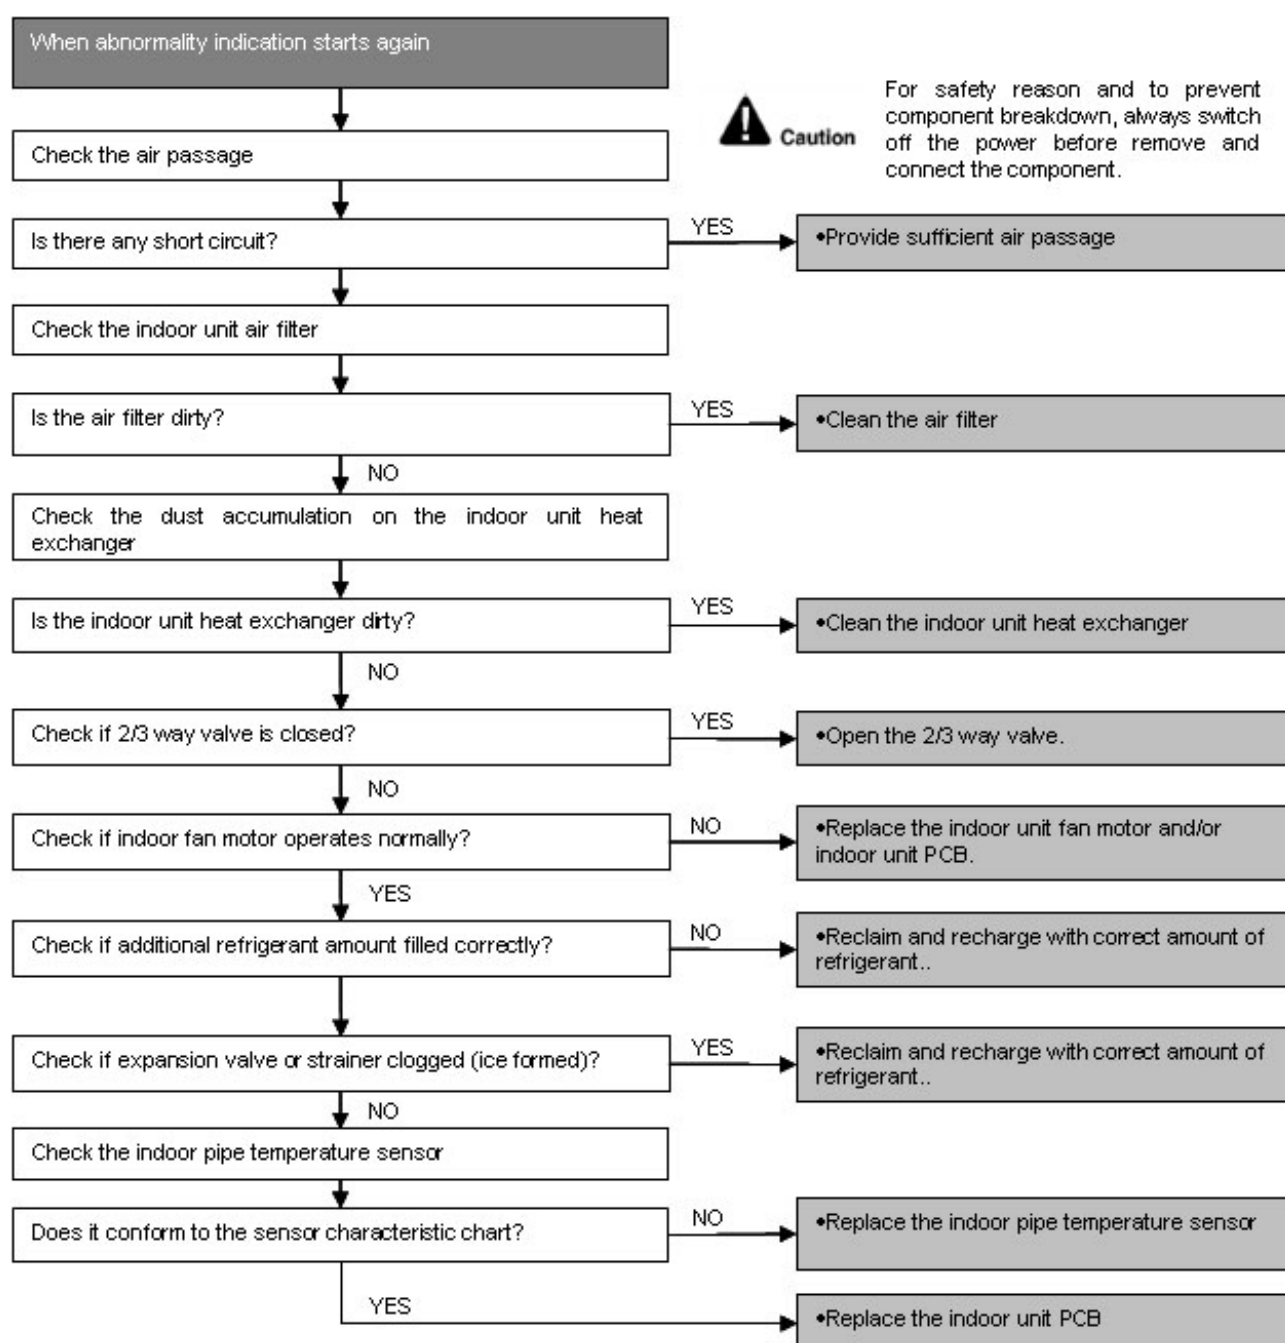 When abnormality indication starts again
For safety reason and to prevent
component breakdown, always switch
off the power before remove and
connect the component.
Caution
Check the air passage
Is there any short circuit?
YES
•Provide sufficient air passage
Check the indoor unit air filter
Is the air filter dirty?
YES
•Clean the air filter
NO
Check the dust accumulation on the indoor unit heat
exchanger
Is the indoor unit heat exchanger dirty?
YES
•Clean the indoor unit heat exchanger
NO
Check if 2/3 way valve is closed?
YES
•Open the 2/3 way valve.
NO
Check if indoor fan motor operates normally?
NO
•Replace the indoor unit fan motor and/or
indoor unit PCB.
YES
Check if additional refrigerant amount filled correctly?
NO
•Reclaim and recharge with correct amount of
refrigerant..
Check if expansion valve or strainer clogged (ice formed)?
YES
•Reclaim and recharge with correct amount of
refrigerant..
NO
Check the indoor pipe temperature sensor
Does it conform to the sensor characteristic chart?
NO
•Replace the indoor pipe temperature sensor
YES
•Replace the indoor unit PCB